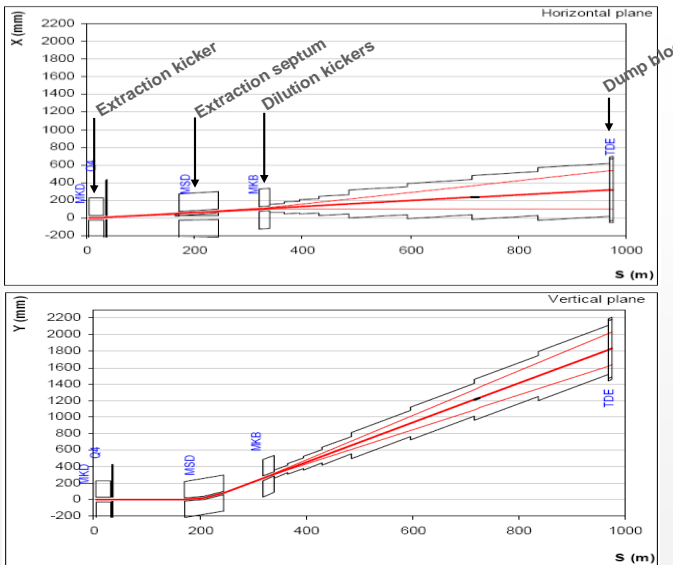 Horizontal plane
X (mm)
2200
2000
1800
1600
1400
1200
1000
800
600
400
200
0
-200
Extraction kicker
Extraction septum
Dilution kickers
Dump bloc
MKD
Q4
MSD
MKB
TDE
0
200
400
600
800
1000
S (m)
Vertical plane
Y (mm)
2200
2000
1800
1600
1400
1200
1000
800
600
400
200
0
-200
MKD
Q4
MSD
MKB
TDE
0
200
400
600
800
1000
S (m)